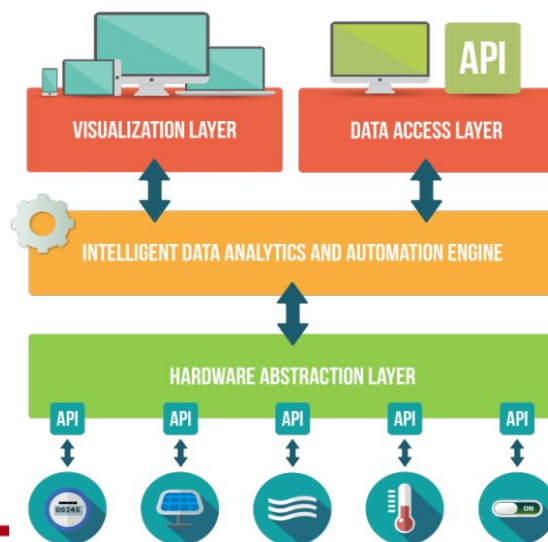 API
VISUALIZATION LAYER
DATA ACCESS LAYER
INTELLIGENT DATA ANALYTICS AND AUTOMATION ENGINE
HARDWARE ABSTRACTION LAYER
API API API API API
00245
ON